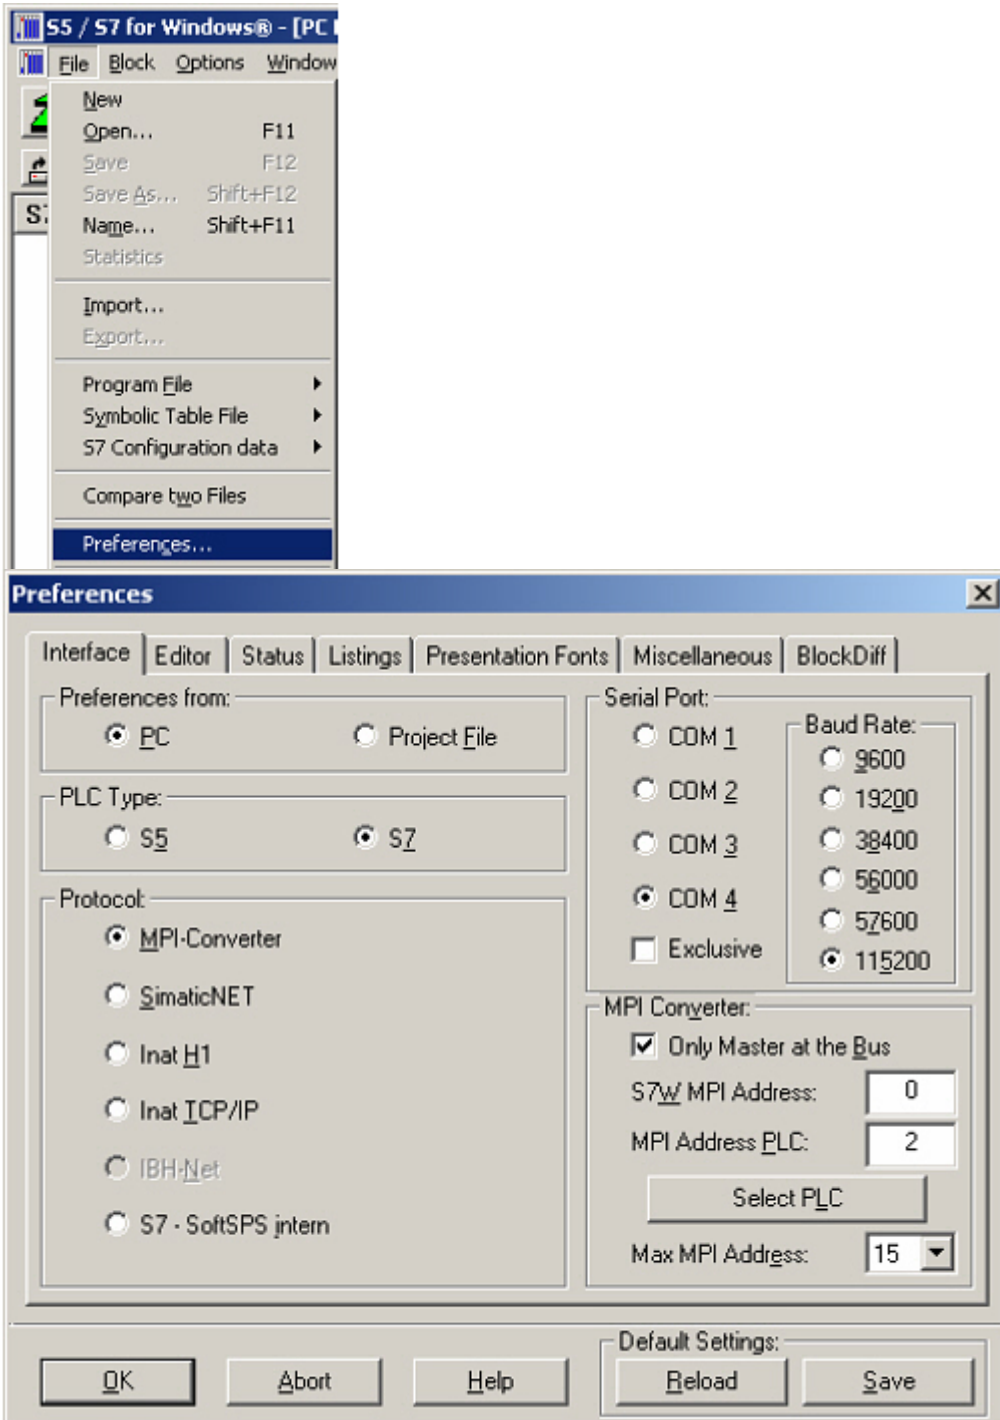 S5 / S7 for Windows® - [PC
File Block Options Window
New
Open... F11
Save F12
Save As... Shift+F12
S7
Name... Shift+F11
Statistics
Import...
Export...
Program File
Symbolic Table File
S7 Configuration data
Compare two Files
Preferences...
Preferences
Interface Editor Status Listings Presentation Fonts Miscellaneous BlockDiff
Preferences from:
PC Project File
PLC Type:
S5 S7
Protocol:
MPI-Converter
SimaticNET
Inat H1
Inat TCP/IP
IBH-Net
S7 - SoftSPS intern
Serial Port:
COM 1
COM 2
COM 3
COM 4
Exclusive
Baud Rate:
9600
19200
38400
56000
57600
115200
MPI Converter:
Only Master at the Bus
S7W MPI Address: 0
MPI Address PLC: 2
Select PLC
Max MPI Address: 15
Default Settings:
OK Abort Help Reload Save